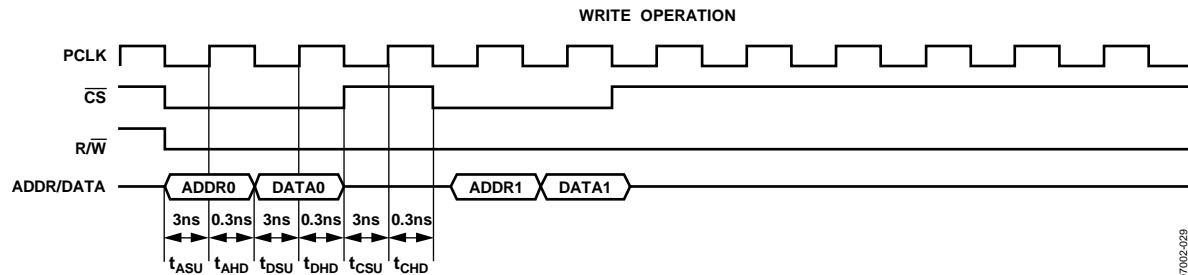 WRITE OPERATION
PCLK
CS
R/W
ADDR/DATA
ADDR0 DATA0 ADDR1 DATA1
3ns 0.3ns 3ns 0.3ns 3ns 0.3ns
tASU tAHD tDSU tDHD tCSU tCHD
07002-029